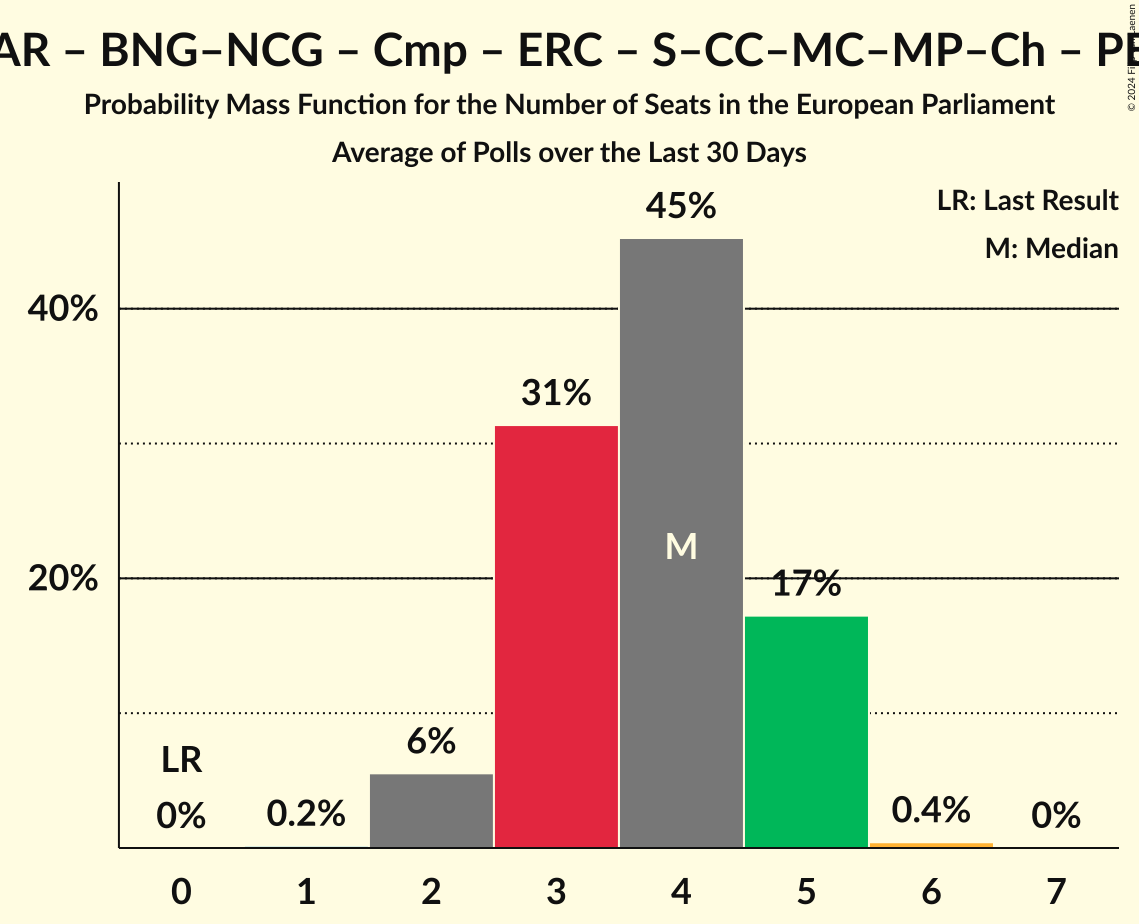 AR – BNG–NCG – Cmp – ERC – S–CC–MC–MP–Ch – PE
Probability Mass Function for the Number of Seats in the European Parliament
Average of Polls over the Last 30 Days
LR: Last Result
M: Median
40%
20%
LR
0%
0.2%
6%
31%
45%
M
17%
0.4%
0%
0 1 2 3 4 5 6 7
© 2024